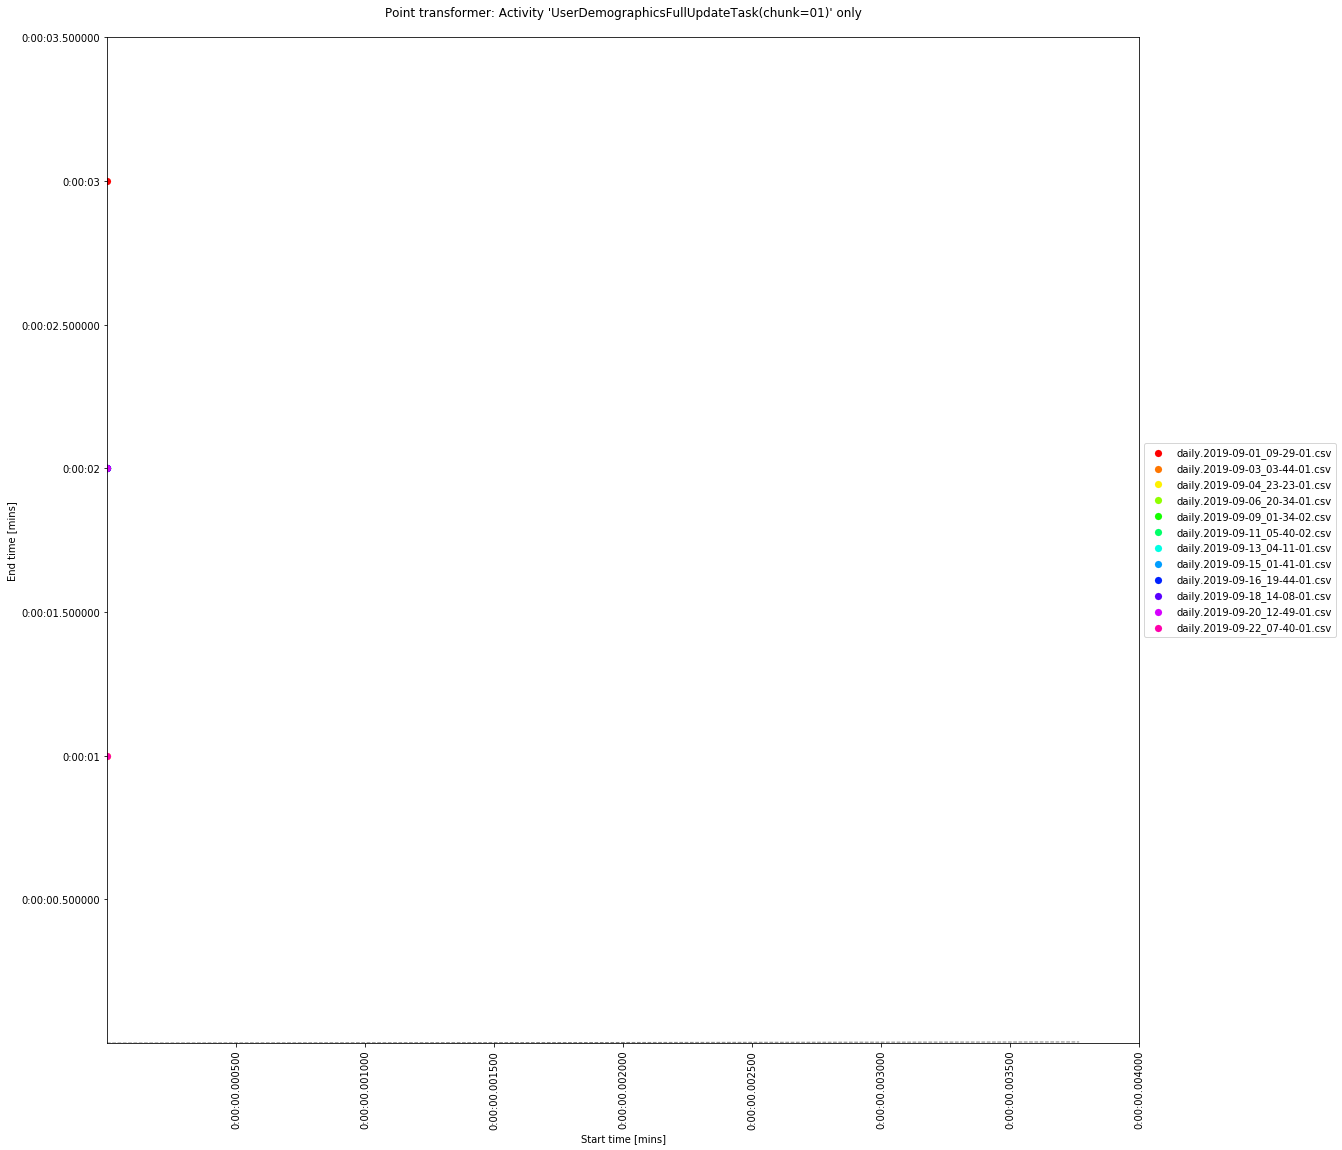 Point transformer: Activity 'UserDemographicsFullUpdateTask(chunk=01)' only
0:00:03.500000
0:00:03
0:00:02.500000
0:00:02
0:00:01.500000
0:00:01
0:00:00.500000
End time [mins]
daily.2019-09-01_09-29-01.csv
daily.2019-09-03_03-44-01.csv
daily.2019-09-04_23-23-01.csv
daily.2019-09-06_20-34-01.csv
daily.2019-09-09_01-34-02.csv
daily.2019-09-11_05-40-02.csv
daily.2019-09-13_04-11-01.csv
daily.2019-09-15_01-41-01.csv
daily.2019-09-16_19-44-01.csv
daily.2019-09-18_14-08-01.csv
daily.2019-09-20_12-49-01.csv
daily.2019-09-22_07-40-01.csv
0:00:00.000500
0:00:00.001000
0:00:00.001500
0:00:00.002000
0:00:00.002500
0:00:00.003000
0:00:00.003500
0:00:00.004000
Start time [mins]